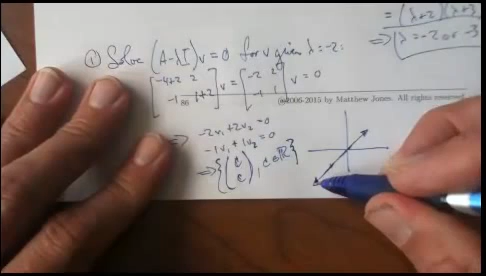 = (λ+2)(λ+3)
⇒ λ=-2 or -3
① Solve (A-λI)v=0 for v given λ=-2:
[-4+2 2; -1 1+2] v = [-2 2; -1 1] v = 0
86
©2006-2015 by Matthew Jones. All rights reserved
⇒ -2v₁+2v₂=0
-1v₁+1v₂=0
⇒ {(c c), c∈ℝ}